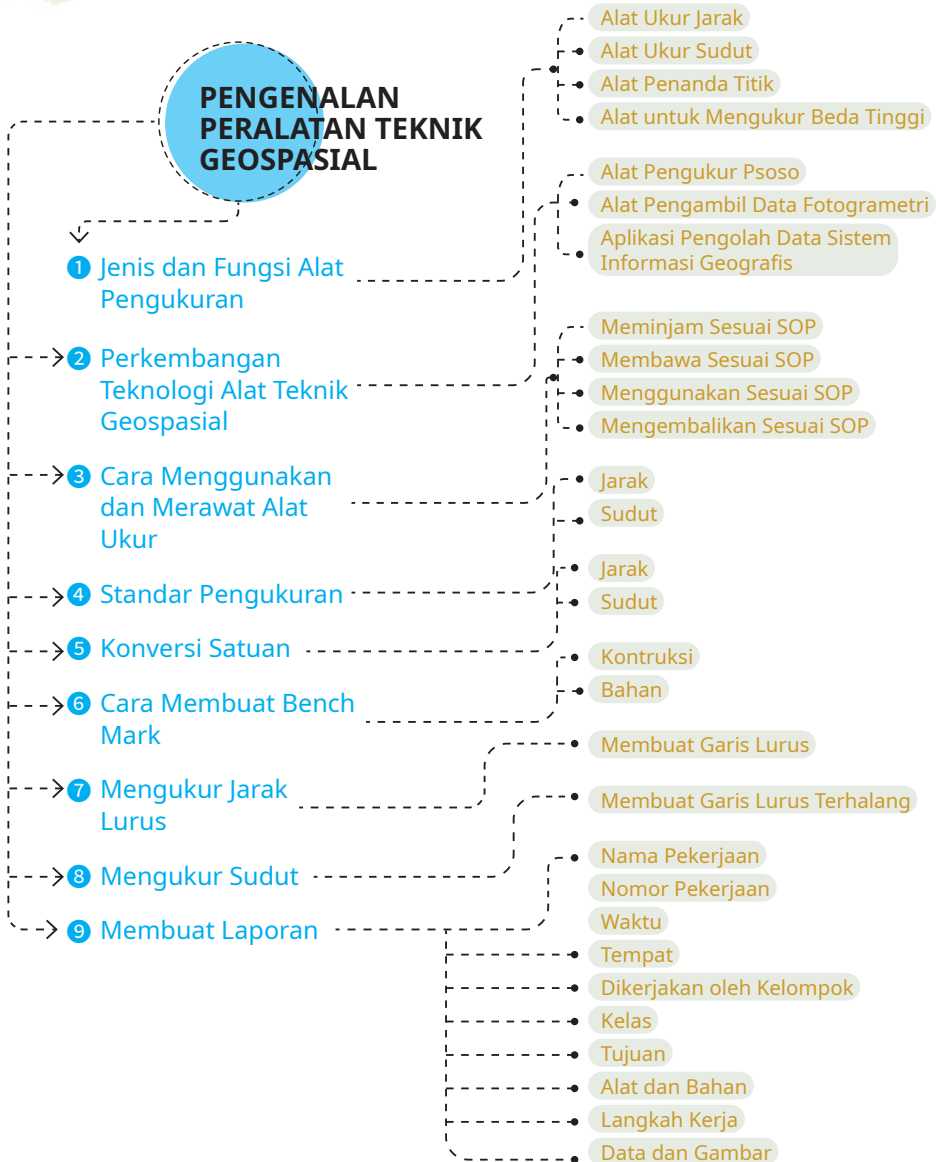 PENGENALAN
PERALATAN TEKNIK
GEOSPASIAL
1 Jenis dan Fungsi Alat
Pengukuran
Alat Ukur Jarak
Alat Ukur Sudut
Alat Penanda Titik
Alat untuk Mengukur Beda Tinggi
2 Perkembangan
Teknologi Alat Teknik
Geospasial
Alat Pengukur Psoso
Alat Pengambil Data Fotogrametri
Aplikasi Pengolah Data Sistem
Informasi Geografis
3 Cara Menggunakan
dan Merawat Alat
Ukur
Meminjam Sesuai SOP
Membawa Sesuai SOP
Menggunakan Sesuai SOP
Mengembalikan Sesuai SOP
4 Standar Pengukuran
Jarak
Sudut
5 Konversi Satuan
Jarak
Sudut
6 Cara Membuat Bench
Mark
Kontruksi
Bahan
7 Mengukur Jarak
Lurus
Membuat Garis Lurus
8 Mengukur Sudut
Membuat Garis Lurus Terhalang
9 Membuat Laporan
Nama Pekerjaan
Nomor Pekerjaan
Waktu
Tempat
Dikerjakan oleh Kelompok
Kelas
Tujuan
Alat dan Bahan
Langkah Kerja
Data dan Gambar